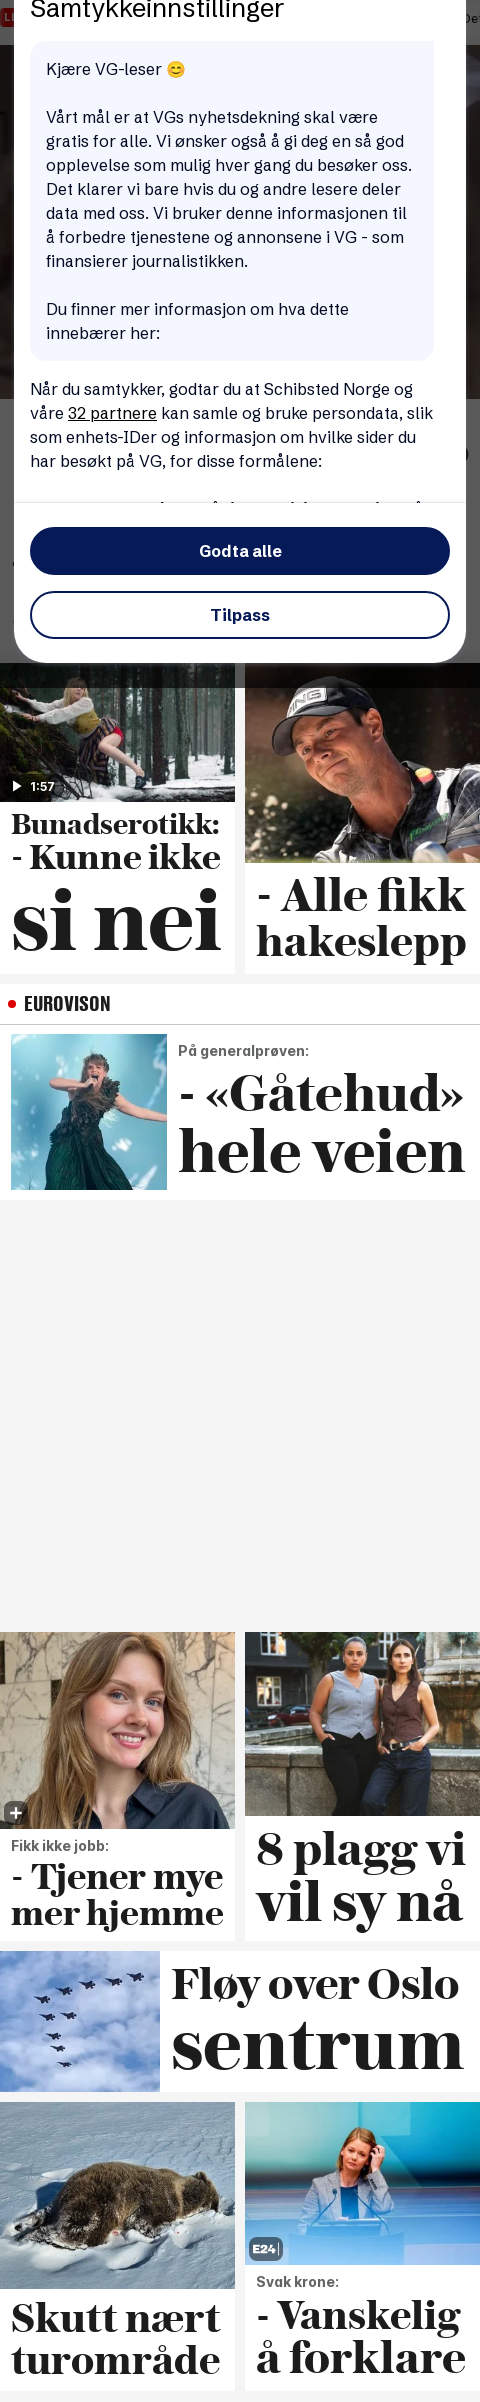 Samtykkeinnstillinger
Kjære VG-leser 😊
Vårt mål er at VGs nyhetsdekning skal være
gratis for alle. Vi ønsker også å gi deg en så god
opplevelse som mulig hver gang du besøker oss.
Det klarer vi bare hvis du og andre lesere deler
data med oss. Vi bruker denne informasjonen til
å forbedre tjenestene og annonsene i VG - som
finansierer journalistikken.
Du finner mer informasjon om hva dette
innebærer her:
Når du samtykker, godtar du at Schibsted Norge og
våre 32 partnere kan samle og bruke persondata, slik
som enhets-IDer og informasjon om hvilke sider du
har besøkt på VG, for disse formålene:
Godta alle
Tilpass
1:57
Bunadserotikk:
- Kunne ikke
si nei
- Alle fikk
hakeslepp
EUROVISON
På generalprøven:
- «Gåtehud»
hele veien
Fikk ikke jobb:
- Tjener mye
mer hjemme
8 plagg vi
vil sy nå
Fløy over Oslo
sentrum
Skutt nært
turområde
E24
Svak krone:
- Vanskelig
å forklare